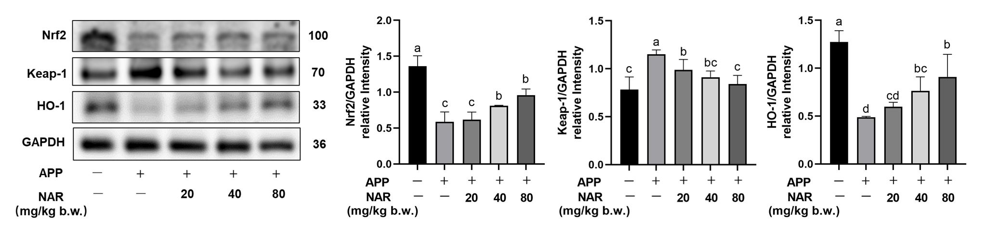 Nrf2 100
Keap-1 70
HO-1 33
GAPDH 36
APP — + + + +
NAR — — 20 40 80
(mg/kg b.w.)
Nrf2/GAPDH
relative Intensity
2.0
1.5
1.0
0.5
0.0
a c c b b
APP — + + + +
NAR — — 20 40 80
(mg/kg b.w.)
Keap-1/GAPDH
relative Intensity
1.5
1.0
0.5
0.0
c a b bc c
APP — + + + +
NAR — — 20 40 80
(mg/kg b.w.)
HO-1/GAPDH
relative Intensity
1.5
1.0
0.5
0.0
a d cd bc b
APP — + + + +
NAR — — 20 40 80
(mg/kg b.w.)